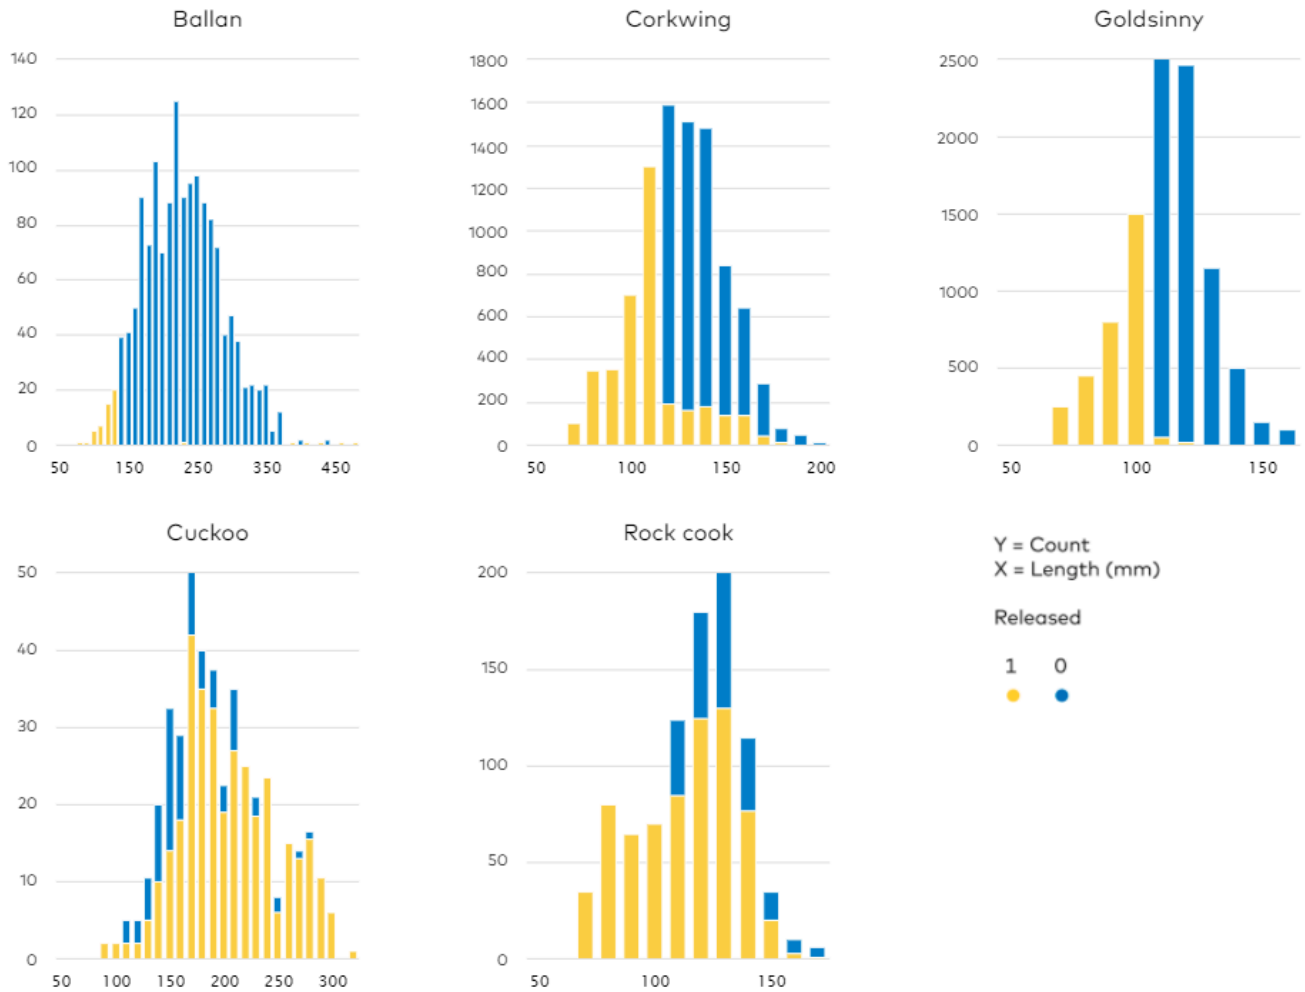 Ballan
140
120
100
80
60
40
20
0
50 150 250 350 450
Corkwing
1800
1600
1400
1200
1000
800
600
400
200
0
50 100 150 200
Goldsinny
2500
2000
1500
1000
500
0
50 100 150
Cuckoo
50
40
30
20
10
0
50 100 150 200 250 300
Rock cook
200
150
100
50
0
50 100 150
Y = Count
X = Length (mm)
Released
1 0